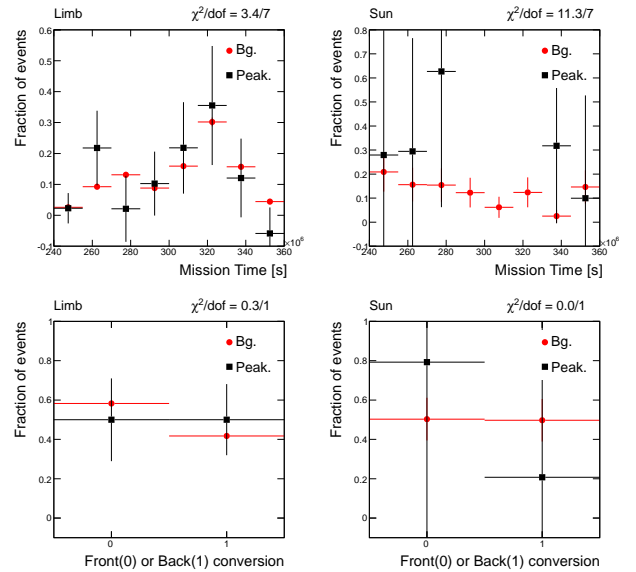 Limb χ²/dof = 3.4/7
Fraction of events
0.6
0.5
0.4
0.3
0.2
0.1
0
-0.1
Bg.
Peak.
240 260 280 300 320 340 360
×10⁶
Mission Time [s]
Sun χ²/dof = 11.3/7
Fraction of events
0.8
0.7
0.6
0.5
0.4
0.3
0.2
0.1
0
-0.1
Bg.
Peak.
240 260 280 300 320 340 360
×10⁶
Mission Time [s]
Limb χ²/dof = 0.3/1
Fraction of events
1
0.8
0.6
0.4
0.2
0
Bg.
Peak.
0 1
Front(0) or Back(1) conversion
Sun χ²/dof = 0.0/1
Fraction of events
1
0.8
0.6
0.4
0.2
0
Bg.
Peak.
0 1
Front(0) or Back(1) conversion